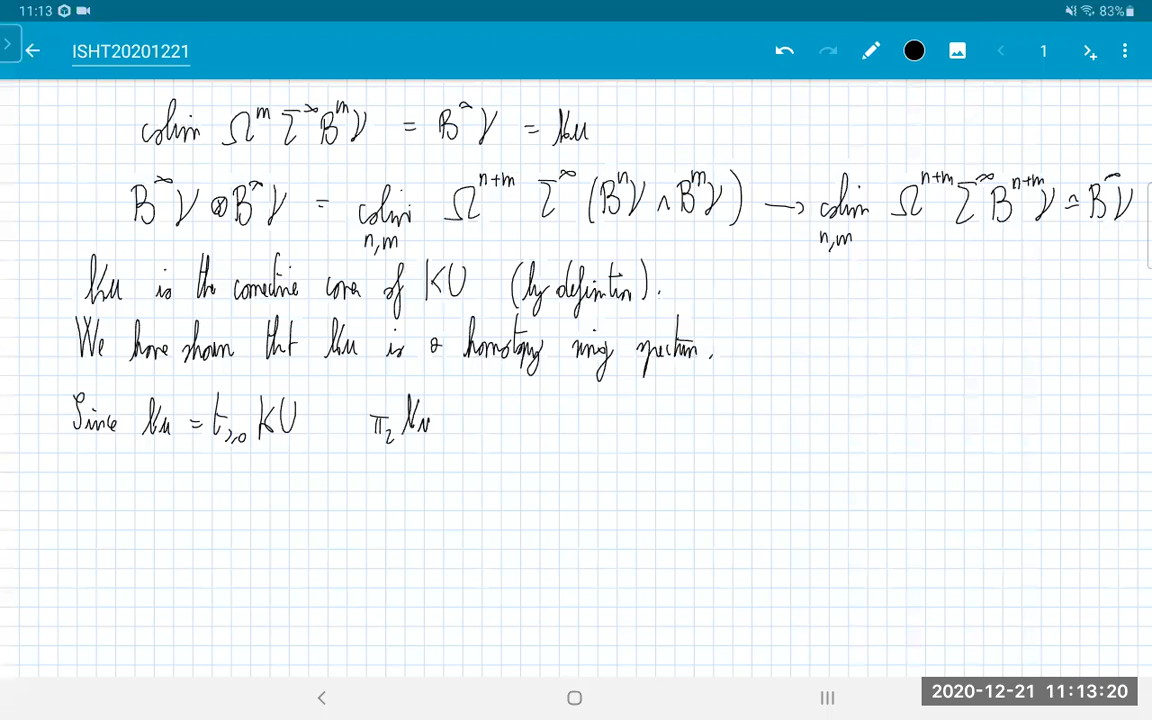 11:13 83%
ISHT20201221 1
colim Ω^m Σ^∞ B^m V = B^∞ V = ku
B^∞ V ⊗ B^∞ V = colim_{n,m} Ω^{n+m} Σ^∞ (B^n V ∧ B^m V) → colim_{n,m} Ω^{n+m} Σ^∞ B^{n+m} V ≃ B^∞ V
ku is the connective cover of KU (by definition).
We have shown that ku is a homotopy ring spectrum.
Since ku = τ_{≥0} KU π_2 ku
2020-12-21 11:13:20